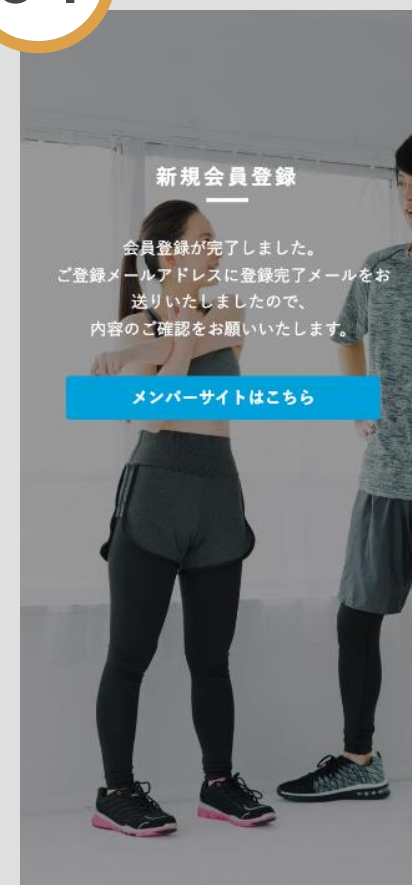 新規会員登録
会員登録が完了しました。
ご登録メールアドレスに登録完了メールをお
送りいたしましたので、
内容のご確認をお願いいたします。
メンバーサイトはこちら